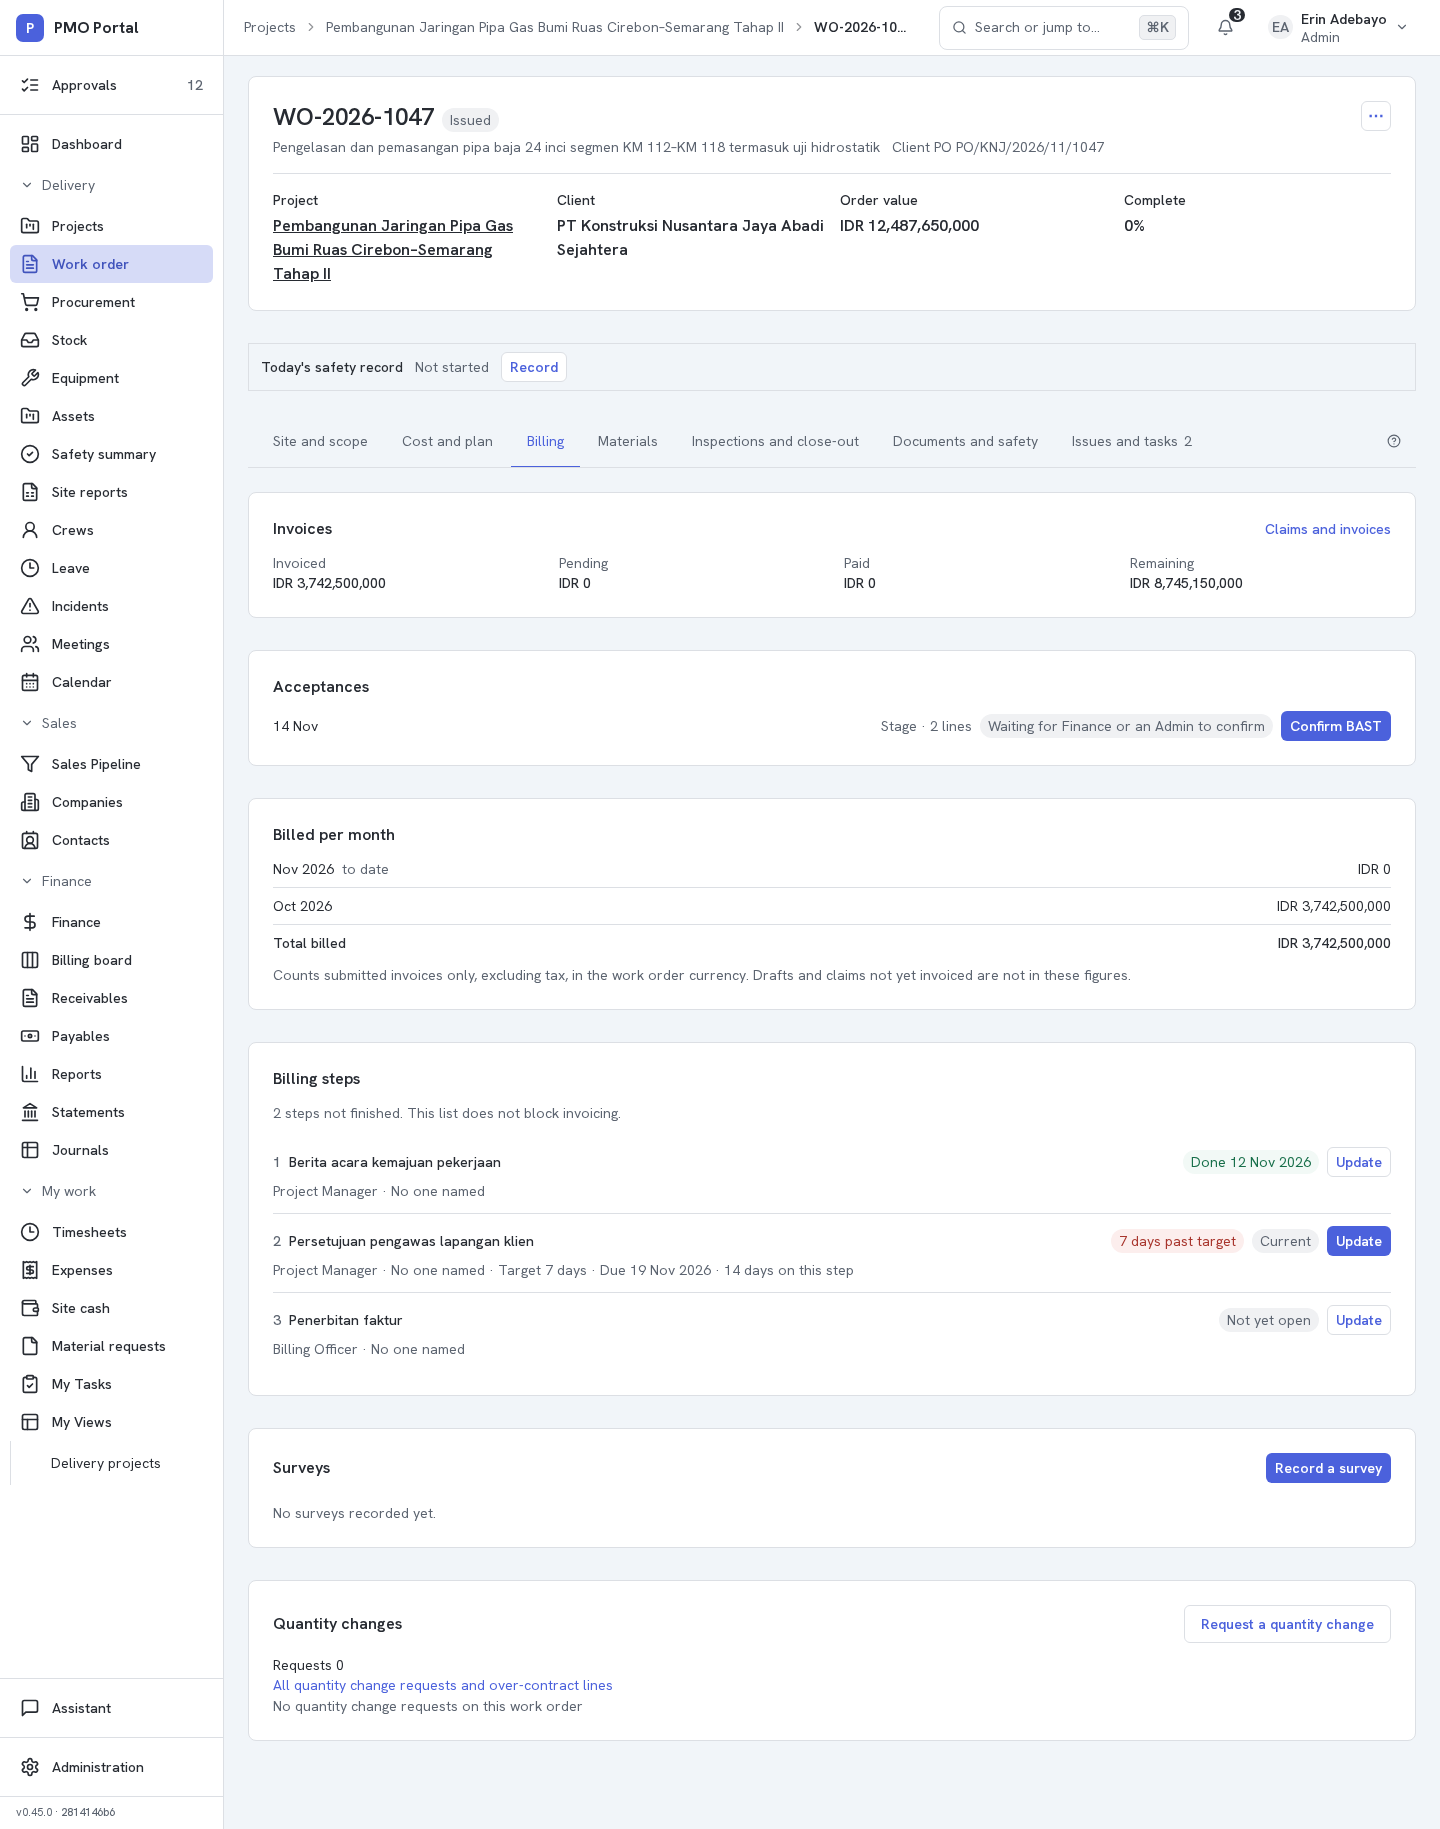 P PMO Portal
Projects > Pembangunan Jaringan Pipa Gas Bumi Ruas Cirebon–Semarang Tahap II > WO-2026-10...
Search or jump to... ⌘K
3
EA Erin Adebayo
Admin
Approvals 12
Dashboard
Delivery
Projects
Work order
Procurement
Stock
Equipment
Assets
Safety summary
Site reports
Crews
Leave
Incidents
Meetings
Calendar
Sales
Sales Pipeline
Companies
Contacts
Finance
Finance
Billing board
Receivables
Payables
Reports
Statements
Journals
My work
Timesheets
Expenses
Site cash
Material requests
My Tasks
My Views
Delivery projects
Assistant
Administration
v0.45.0 · 2814146b6
WO-2026-1047 Issued
Pengelasan dan pemasangan pipa baja 24 inci segmen KM 112–KM 118 termasuk uji hidrostatik Client PO PO/KNJ/2026/11/1047
Project
Pembangunan Jaringan Pipa Gas
Bumi Ruas Cirebon–Semarang
Tahap II
Client
PT Konstruksi Nusantara Jaya Abadi
Sejahtera
Order value
IDR 12,487,650,000
Complete
0%
Today's safety record Not started Record
Site and scope Cost and plan Billing Materials Inspections and close-out Documents and safety Issues and tasks 2
Invoices Claims and invoices
Invoiced Pending Paid Remaining
IDR 3,742,500,000 IDR 0 IDR 0 IDR 8,745,150,000
Acceptances
14 Nov Stage · 2 lines Waiting for Finance or an Admin to confirm Confirm BAST
Billed per month
Nov 2026 to date IDR 0
Oct 2026 IDR 3,742,500,000
Total billed IDR 3,742,500,000
Counts submitted invoices only, excluding tax, in the work order currency. Drafts and claims not yet invoiced are not in these figures.
Billing steps
2 steps not finished. This list does not block invoicing.
1 Berita acara kemajuan pekerjaan Done 12 Nov 2026 Update
Project Manager · No one named
2 Persetujuan pengawas lapangan klien 7 days past target Current Update
Project Manager · No one named · Target 7 days · Due 19 Nov 2026 · 14 days on this step
3 Penerbitan faktur Not yet open Update
Billing Officer · No one named
Surveys Record a survey
No surveys recorded yet.
Quantity changes Request a quantity change
Requests 0
All quantity change requests and over-contract lines
No quantity change requests on this work order